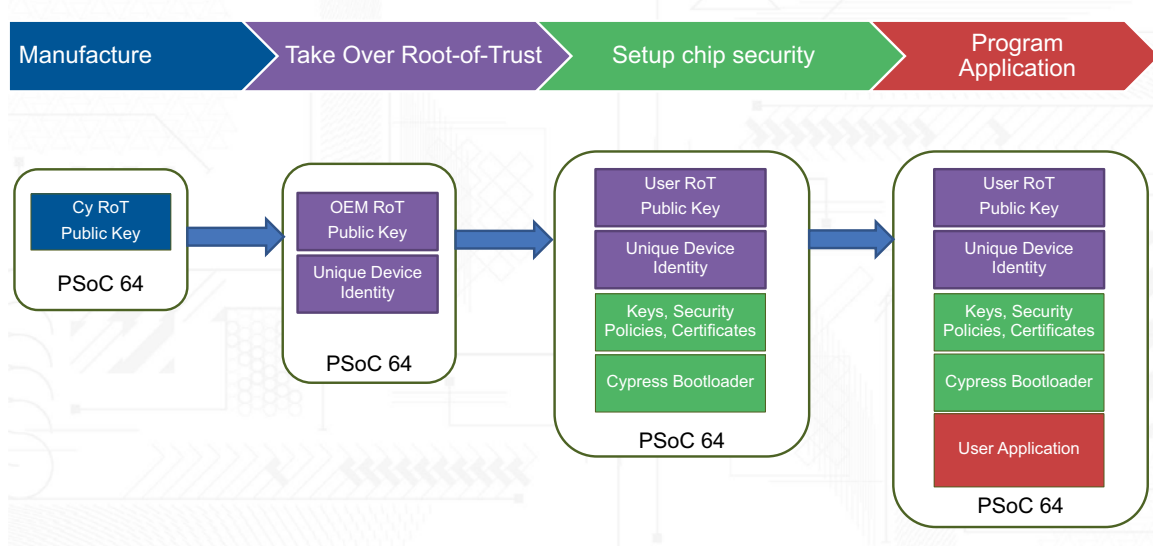 Manufacture
Take Over Root-of-Trust
Setup chip security
Program
Application
Cy RoT
Public Key
PSoC 64
OEM RoT
Public Key
Unique Device
Identity
PSoC 64
User RoT
Public Key
Unique Device
Identity
Keys, Security
Policies, Certificates
Cypress Bootloader
PSoC 64
User RoT
Public Key
Unique Device
Identity
Keys, Security
Policies, Certificates
Cypress Bootloader
User Application
PSoC 64